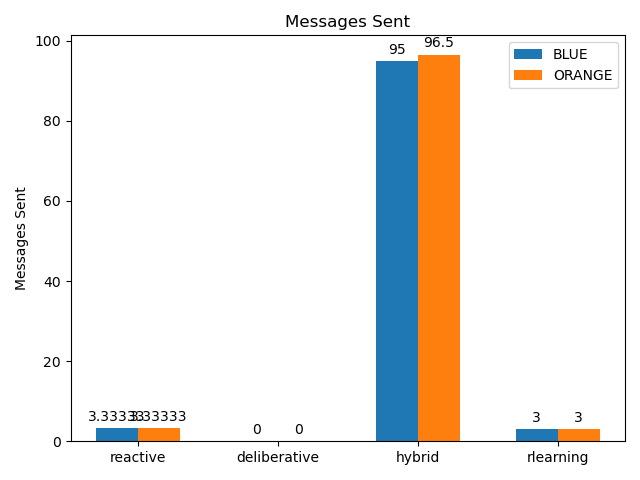 Messages Sent
BLUE
ORANGE
Messages Sent
100
80
60
40
20
0
3.33333 3.33333
0 0
95 96.5
3 3
reactive deliberative hybrid rlearning